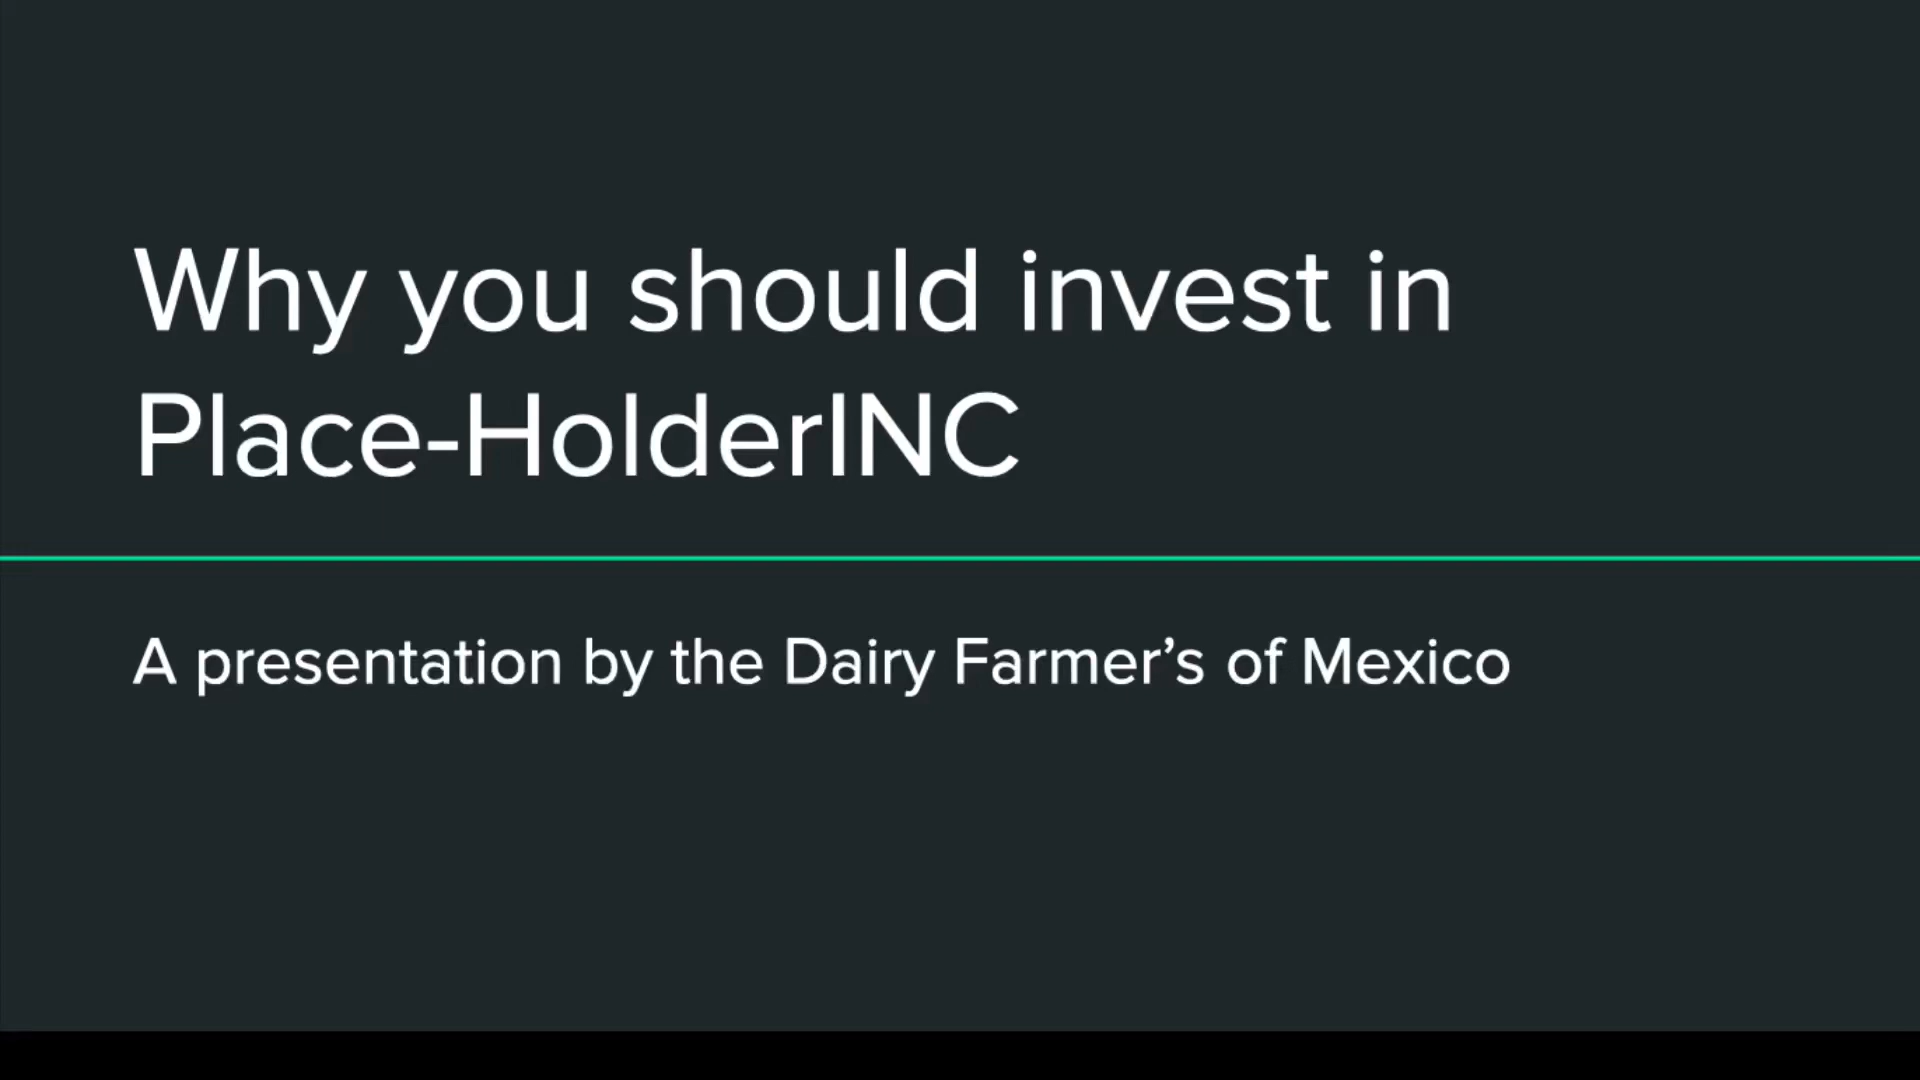 Why you should invest in
Place-HolderINC
A presentation by the Dairy Farmer’s of Mexico